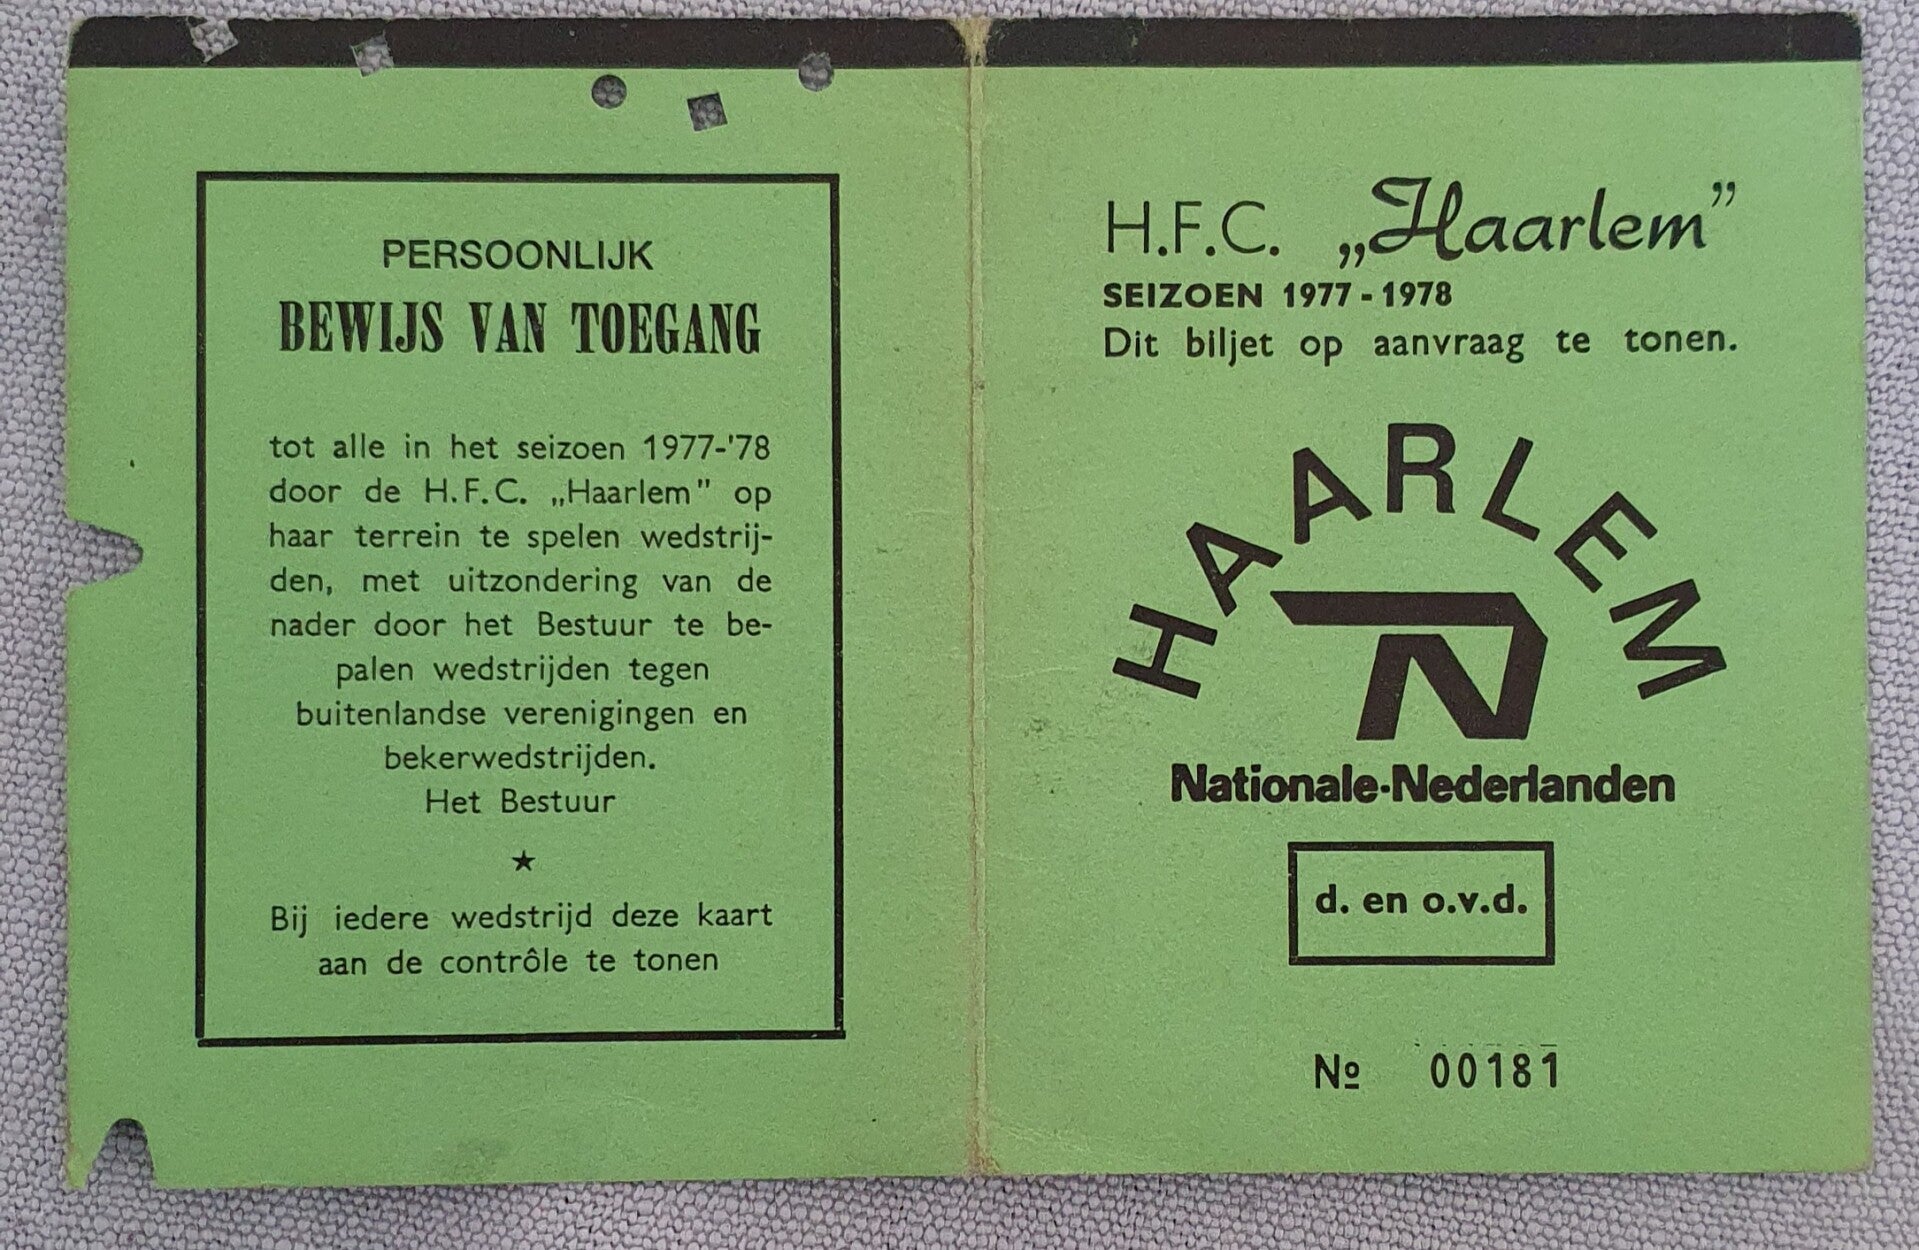 PERSOONLIJK
BEWIJS VAN TOEGANG
tot alle in het seizoen 1977-'78
door de H.F.C. „Haarlem" op
haar terrein te spelen wedstrij-
den, met uitzondering van de
nader door het Bestuur te be-
palen wedstrijden tegen
buitenlandse verenigingen en
bekerwedstrijden.
Het Bestuur
★
Bij iedere wedstrijd deze kaart
aan de contrôle te tonen
H.F.C. „Haarlem”
SEIZOEN 1977-1978
Dit biljet op aanvraag te tonen.
HAARLEM
N
Nationale-Nederlanden
d. en o.v.d.
Nº 00181